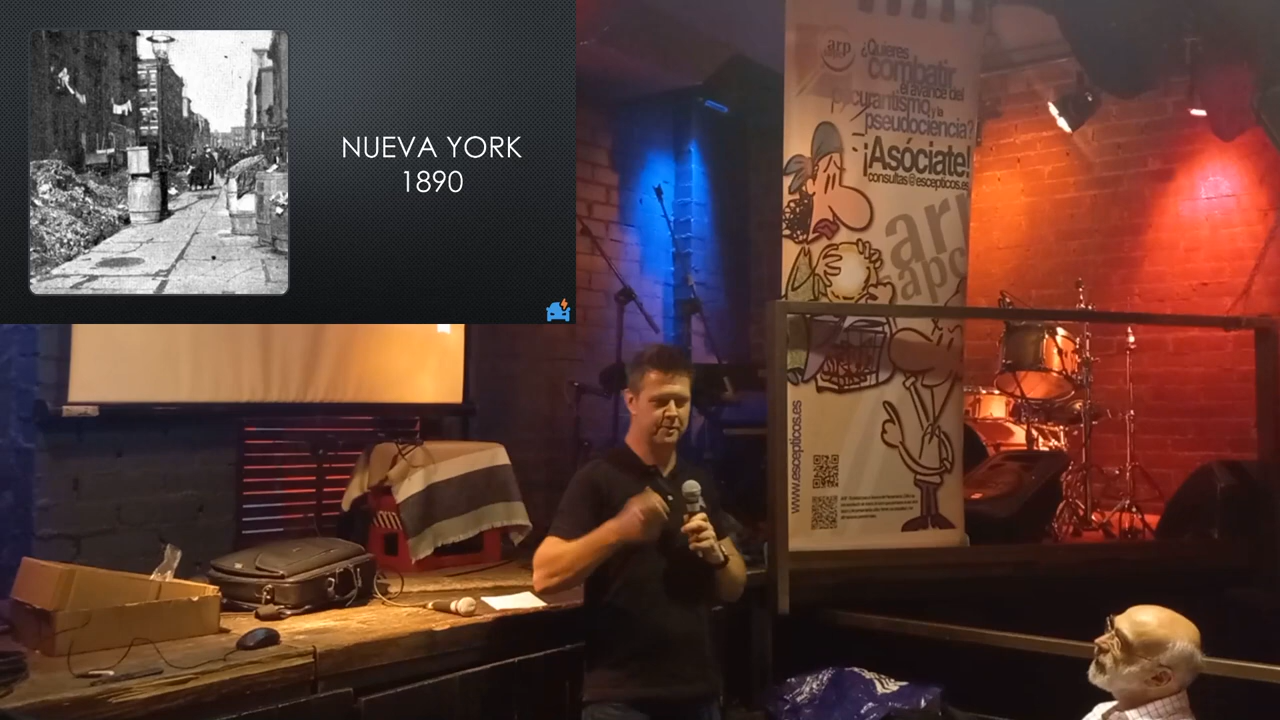 NUEVA YORK
1890
arp
¿Quieres
combatir
el avance del
y la
pseudociencia?
¡Asóciate!
consultas@escepticos.es
arp
sapc
www.escepticos.es